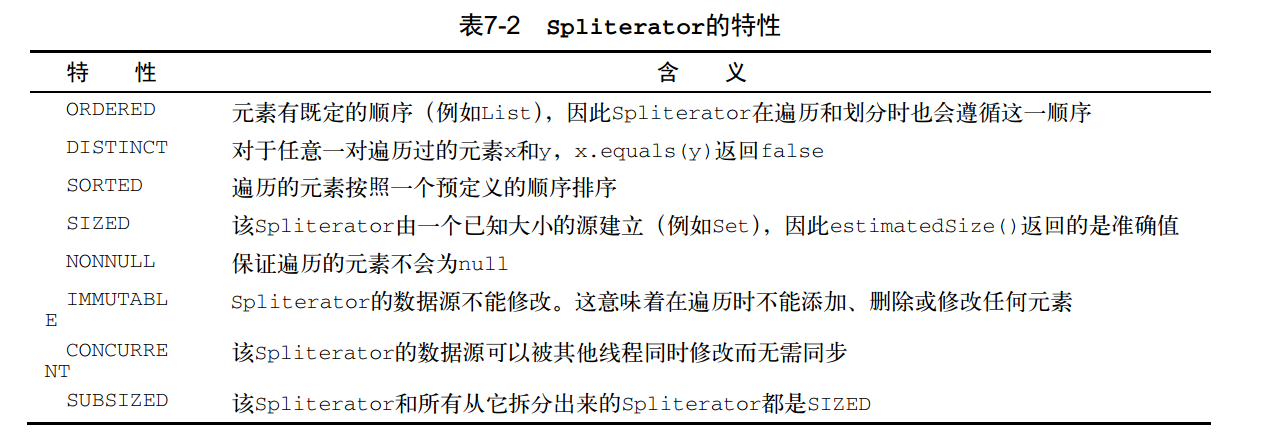 表7-2 Spliterator的特性
特 性 含 义
ORDERED 元素有既定的顺序（例如List），因此Spliterator在遍历和划分时也会遵循这一顺序
DISTINCT 对于任意一对遍历过的元素x和y，x.equals(y)返回false
SORTED 遍历的元素按照一个预定义的顺序排序
SIZED 该Spliterator由一个已知大小的源建立（例如Set），因此estimatedSize()返回的是准确值
NONNULL 保证遍历的元素不会为null
IMMUTABL Spliterator的数据源不能修改。这意味着在遍历时不能添加、删除或修改任何元素
E
CONCURRE 该Spliterator的数据源可以被其他线程同时修改而无需同步
NT
SUBSIZED 该Spliterator和所有从它拆分出来的Spliterator都是SIZED